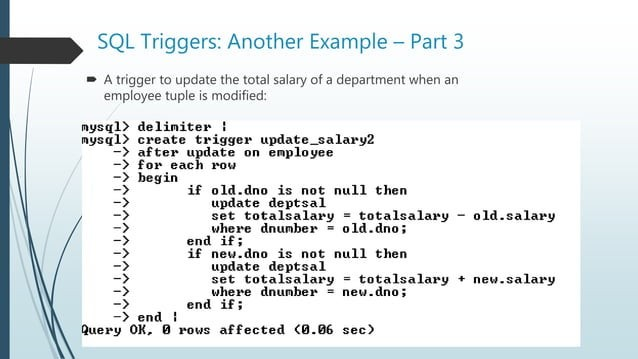 SQL Triggers: Another Example – Part 3
A trigger to update the total salary of a department when an
employee tuple is modified:
mysql> delimiter |
mysql> create trigger update_salary2
-> after update on employee
-> for each row
-> begin
-> if old.dno is not null then
-> update deptsal
-> set totalsalary = totalsalary - old.salary
-> where dnumber = old.dno;
-> end if;
-> if new.dno is not null then
-> update deptsal
-> set totalsalary = totalsalary + new.salary
-> where dnumber = new.dno;
-> end if;
-> end |
Query OK, 0 rows affected (0.06 sec)